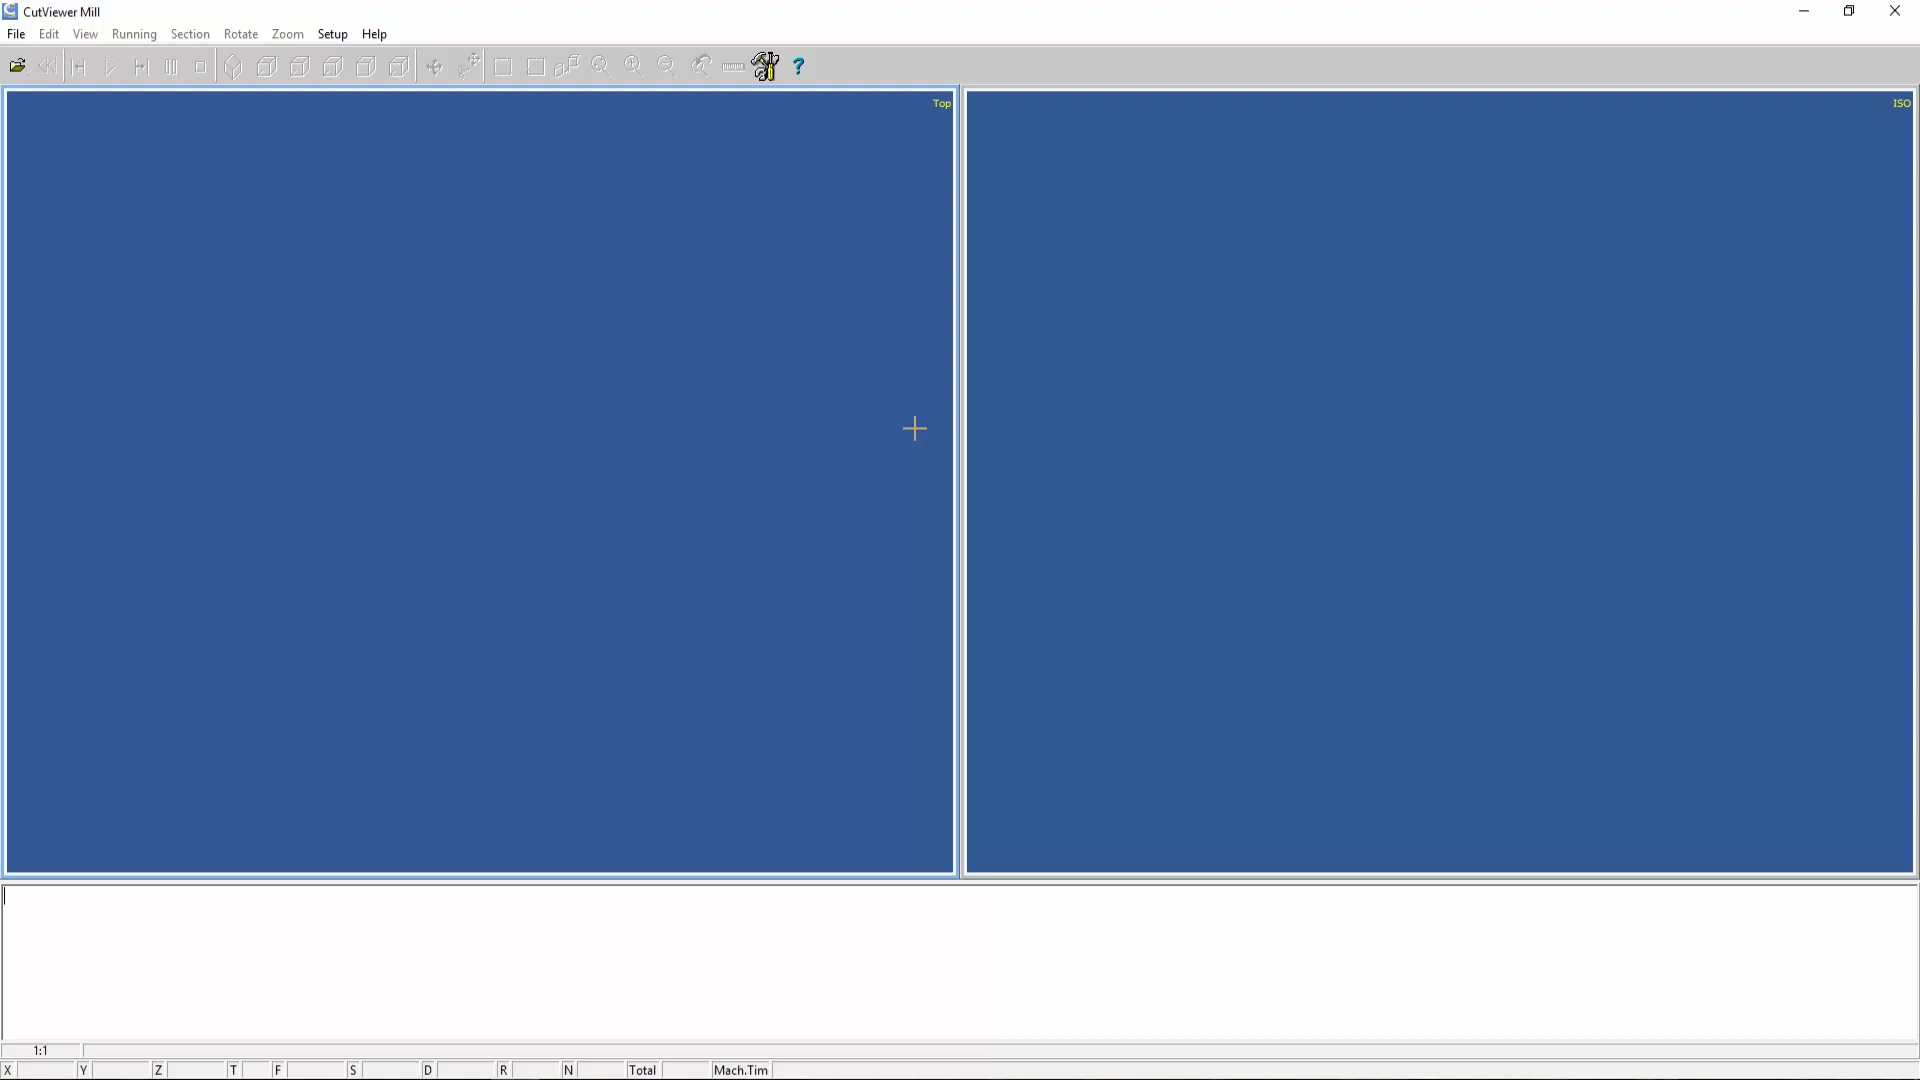 CutViewer Mill
File Edit View Running Section Rotate Zoom Setup Help
Top
ISO
1:1
X Y Z T F S D R N Total Mach.Tim